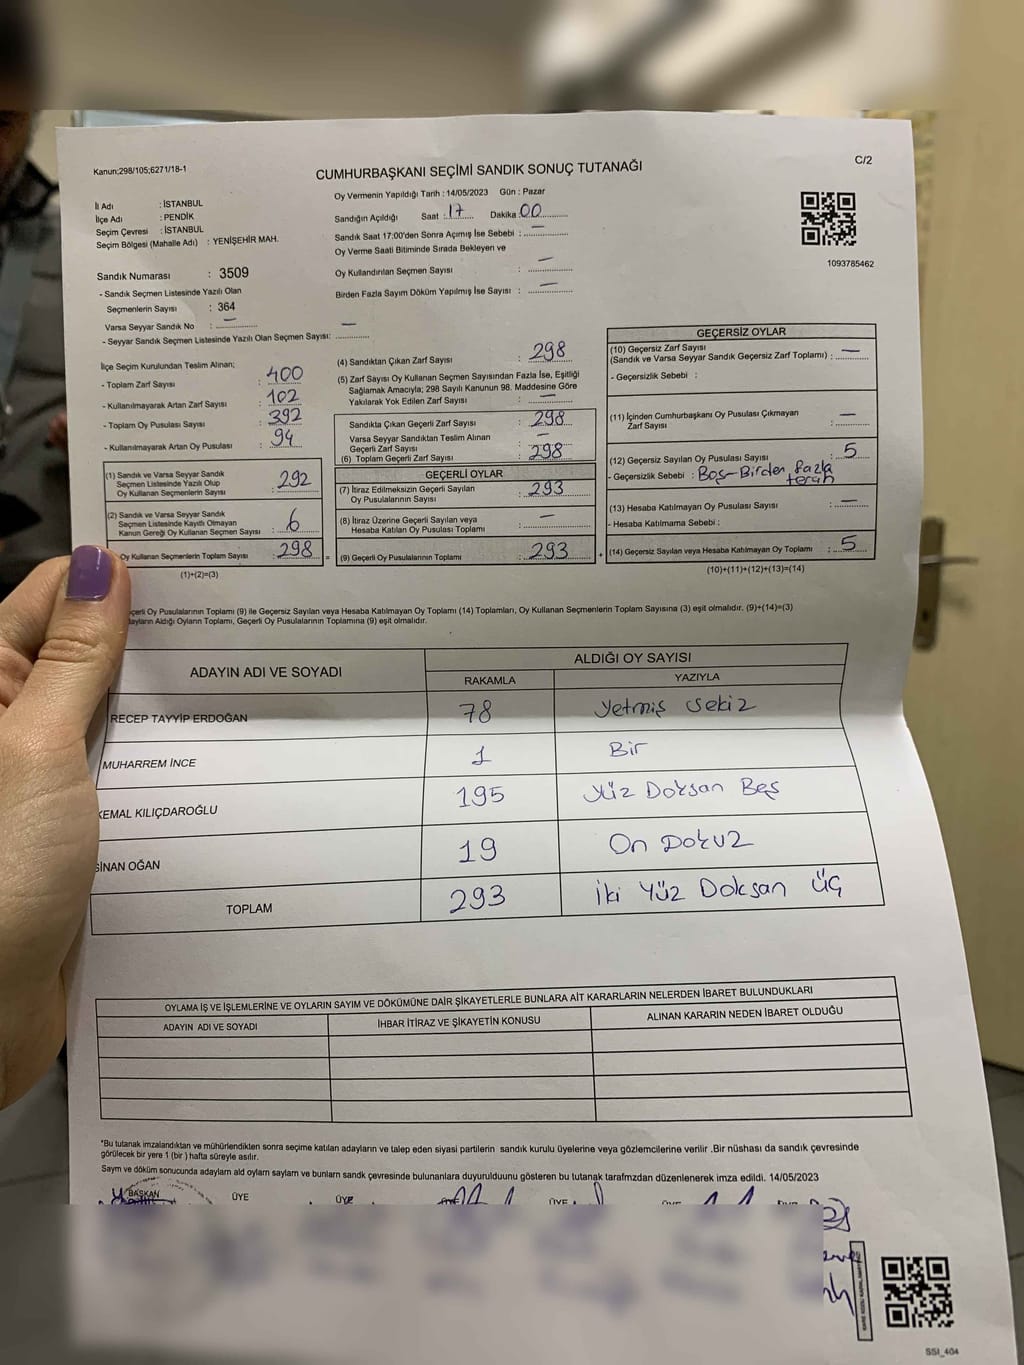 Kanun;298/105;6271/18-1
C/2
CUMHURBAŞKANI SEÇİMİ SANDIK SONUÇ TUTANAĞI
İl Adı : İSTANBUL
İlçe Adı : PENDİK
Seçim Çevresi : İSTANBUL
Seçim Bölgesi (Mahalle Adı) : YENİŞEHİR MAH.
Oy Vermenin Yapıldığı Tarih : 14/05/2023 Gün : Pazar
Sandığın Açıldığı Saat : 17 Dakika : 00
Sandık Saat 17:00'den Sonra Açımış İse Sebebi : —
Oy Verme Saati Bitiminde Sırada Bekleyen ve
Oy Kullandırılan Seçmen Sayısı : —
Birden Fazla Sayım Döküm Yapılmış İse Sayısı : —
1093785462
Sandık Numarası : 3509
- Sandık Seçmen Listesinde Yazılı Olan
Seçmenlerin Sayısı : 364
Varsa Seyyar Sandık No : —
- Seyyar Sandık Seçmen Listesinde Yazılı Olan Seçmen Sayısı: —
İlçe Seçim Kurulundan Teslim Alınan;
- Toplam Zarf Sayısı : 400
- Kullanılmayarak Artan Zarf Sayısı : 102
- Toplam Oy Pusulası Sayısı : 392
- Kullanılmayarak Artan Oy Pusulası : 94
(1) Sandık ve Varsa Seyyar Sandık
Seçmen Listesinde Yazılı Olup
Oy Kullanan Seçmenlerin Sayısı : 292
(2) Sandık ve Varsa Seyyar Sandık
Seçmen Listesinde Kayıtlı Olmayan
Kanun Gereği Oy Kullanan Seçmen Sayısı : 6
Oy Kullanan Seçmenlerin Toplam Sayısı : 298 =
(1)+(2)=(3)
(4) Sandıktan Çıkan Zarf Sayısı : 298
(5) Zarf Sayısı Oy Kullanan Seçmen Sayısından Fazla İse, Eşitliği
Sağlamak Amacıyla; 298 Sayılı Kanunun 98. Maddesine Göre
Yakılarak Yok Edilen Zarf Sayısı : —
Sandıkta Çıkan Geçerli Zarf Sayısı : 298
Varsa Seyyar Sandıktan Teslim Alınan
Geçerli Zarf Sayısı : —
(6) Toplam Geçerli Zarf Sayısı : 298
GEÇERLİ OYLAR
(7) İtiraz Edilmeksizin Geçerli Sayılan
Oy Pusulalarının Sayısı : 293
(8) İtiraz Üzerine Geçerli Sayılan veya
Hesaba Katılan Oy Pusulası Toplamı : —
(9) Geçerli Oy Pusulalarının Toplamı : 293 +
GEÇERSİZ OYLAR
(10) Geçersiz Zarf Sayısı
(Sandık ve Varsa Seyyar Sandık Geçersiz Zarf Toplamı) : —
- Geçersizlik Sebebi :
(11) İçinden Cumhurbaşkanı Oy Pusulası Çıkmayan
Zarf Sayısı : —
(12) Geçersiz Sayılan Oy Pusulası Sayısı : 5
- Geçersizlik Sebebi : Boş-Birden fazla
tercih
(13) Hesaba Katılmayan Oy Pusulası Sayısı : —
- Hesaba Katılmama Sebebi :
(14) Geçersiz Sayılan veya Hesaba Katılmayan Oy Toplamı : 5
(10)+(11)+(12)+(13)=(14)
Oy Pusulalarının Toplamı (9) ile Geçersiz Sayılan veya Hesaba Katılmayan Oy Toplamı (14) Toplamları, Oy Kullanan Seçmenlerin Toplam Sayısına (3) eşit olmalıdır. (9)+(14)=(3)
Aldığı Oyların Toplamı, Geçerli Oy Pusulalarının Toplamına (9) eşit olmalıdır.
ADAYIN ADI VE SOYADI
ALDIĞI OY SAYISI
RAKAMLA YAZIYLA
RECEP TAYYİP ERDOĞAN 78 Yetmiş sekiz
MUHARREM İNCE 1 Bir
KEMAL KILIÇDAROĞLU 195 Yüz Doksan Beş
SİNAN OĞAN 19 On Dokuz
TOPLAM 293 İki Yüz Doksan Üç
OYLAMA İŞ VE İŞLEMLERİNE VE OYLARIN SAYIM VE DÖKÜMÜNE DAİR ŞİKAYETLERLE BUNLARA AİT KARARLARIN NELERDEN İBARET BULUNDUKLARI
ADAYIN ADI VE SOYADI İHBAR İTİRAZ VE ŞİKAYETİN KONUSU ALINAN KARARIN NEDEN İBARET OLDUĞU
*Bu tutanak imzalandıktan ve mühürlendikten sonra seçime katılan adayların ve talep eden siyasi partilerin sandık kurulu üyelerine veya gözlemcilerine verilir .Bir nüshası da sandık çevresinde
görülecek bir yere 1 (bir ) hafta süreyle asılır.
Sayım ve döküm sonucunda adayların aldığı oyların sayıları ve bunların sandık çevresinde bulunanlara duyurulduğunu gösteren bu tutanak tarafımızdan düzenlenerek imza edildi. 14/05/2023
BAŞKAN ÜYE ÜYE ÜYE
SSI_404